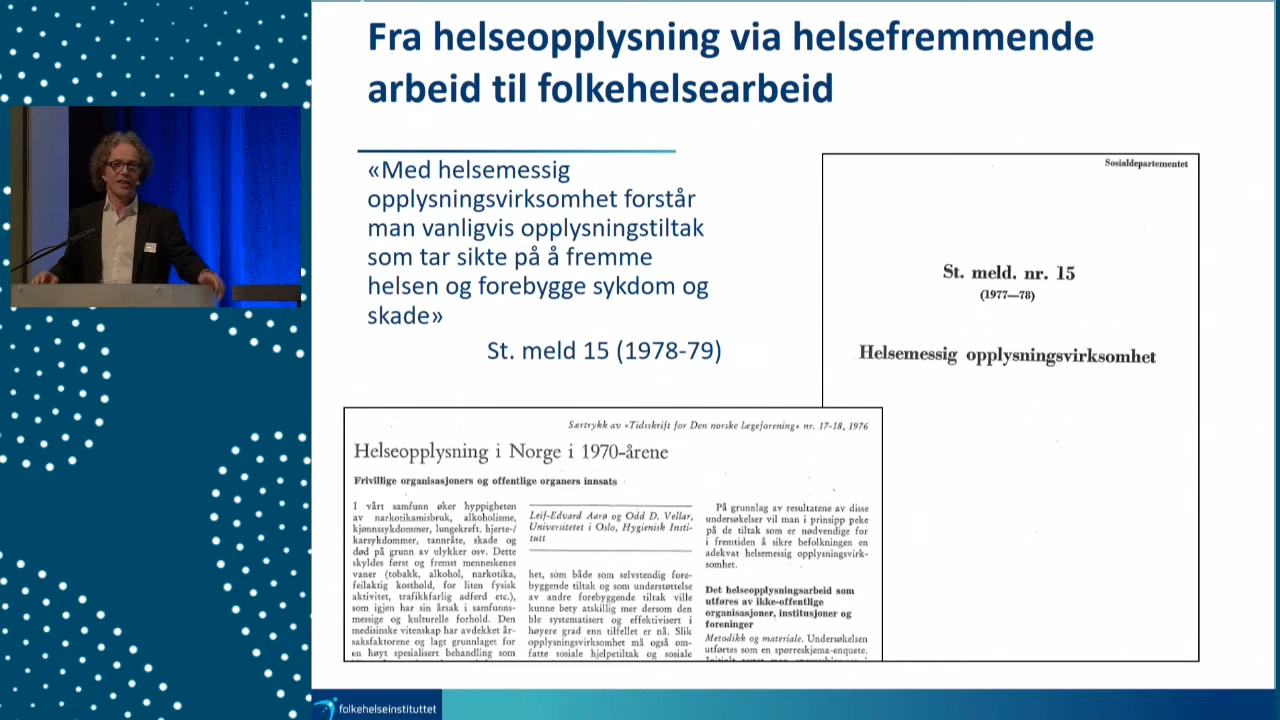 Fra helseopplysning via helsefremmende
arbeid til folkehelsearbeid
«Med helsemessig
opplysningsvirksomhet forstår
man vanligvis opplysningstiltak
som tar sikte på å fremme
helsen og forebygge sykdom og
skade»
St. meld 15 (1978-79)
Sosialdepartementet
St. meld. nr. 15
(1977—78)
Helsemessig opplysningsvirksomhet
Særtrykk av «Tidsskrift for Den norske Lægeforening» nr. 17-18, 1976
Helseopplysning i Norge i 1970-årene
Frivillige organisasjoners og offentlige organers innsats
I vårt samfunn øker hyppigheten
av narkotikamisbruk, alkoholisme,
kjønnssykdommer, lungekreft, hjerte-/
karsykdommer, tannråte, skade og
død på grunn av ulykker osv. Dette
skyldes først og fremst menneskenes
vaner (tobakk, alkohol, narkotika,
feilaktig kosthold, for liten fysisk
aktivitet, trafikkfarlig adferd etc.),
som igjen har sin årsak i samfunns-
messige og kulturelle forhold. Den
medisinske vitenskap har avdekket år-
saksfaktorene og lagt grunnlaget for
en høyt spesialisert behandling som
Leif-Edvard Aarø og Odd D. Vellar,
Universitetet i Oslo, Hygienisk Insti-
tutt
het, som både som selvstendig fore-
byggende tiltak og som understøttelse
av andre forebyggende tiltak ville
kunne bety atskillig mer dersom den
ble systematisert og effektivisert i
høyere grad enn tilfellet er nå. Slik
opplysningsvirksomhet må også om-
fatte sosiale hjelpetiltak og sosiale
På grunnlag av resultatene av disse
undersøkelser vil man i prinsipp peke
på de tiltak som er nødvendige for
i fremtiden å sikre befolkningen en
adekvat helsemessig opplysningsvirk-
somhet.
Det helseopplysningsarbeid som
utføres av ikke-offentlige
organisasjoner, institusjoner og
foreninger
Metodikk og materiale. Undersøkelsen
utførtes som en spørreskjema-enquete.
folkehelseinstituttet